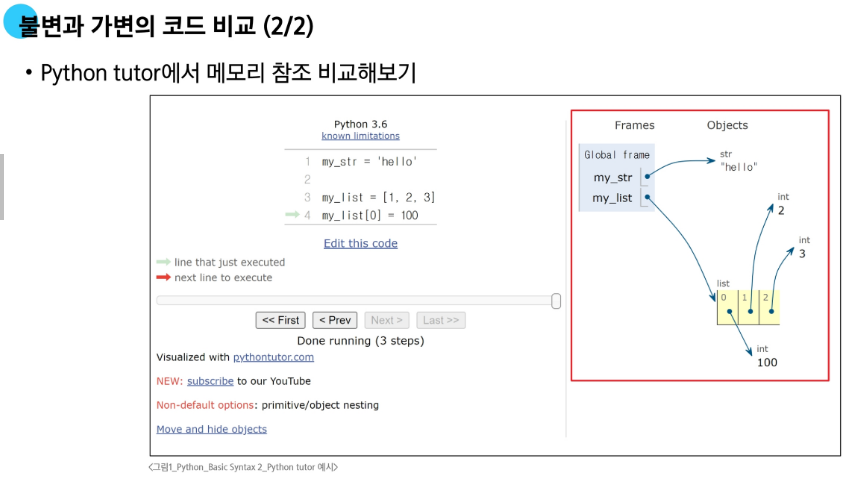 불변과 가변의 코드 비교 (2/2)
• Python tutor에서 메모리 참조 비교해보기
Python 3.6
known limitations
1 my_str = 'hello'
2
3 my_list = [1, 2, 3]
4 my_list[0] = 100
Edit this code
line that just executed
next line to execute
<< First < Prev Next > Last >>
Done running (3 steps)
Visualized with pythontutor.com
NEW: subscribe to our YouTube
Non-default options: primitive/object nesting
Move and hide objects
Frames Objects
Global frame
my_str
my_list
str
"hello"
int
2
int
3
list
0 1 2
int
100
<그림1_Python_Basic Syntax 2_Python tutor 예시>